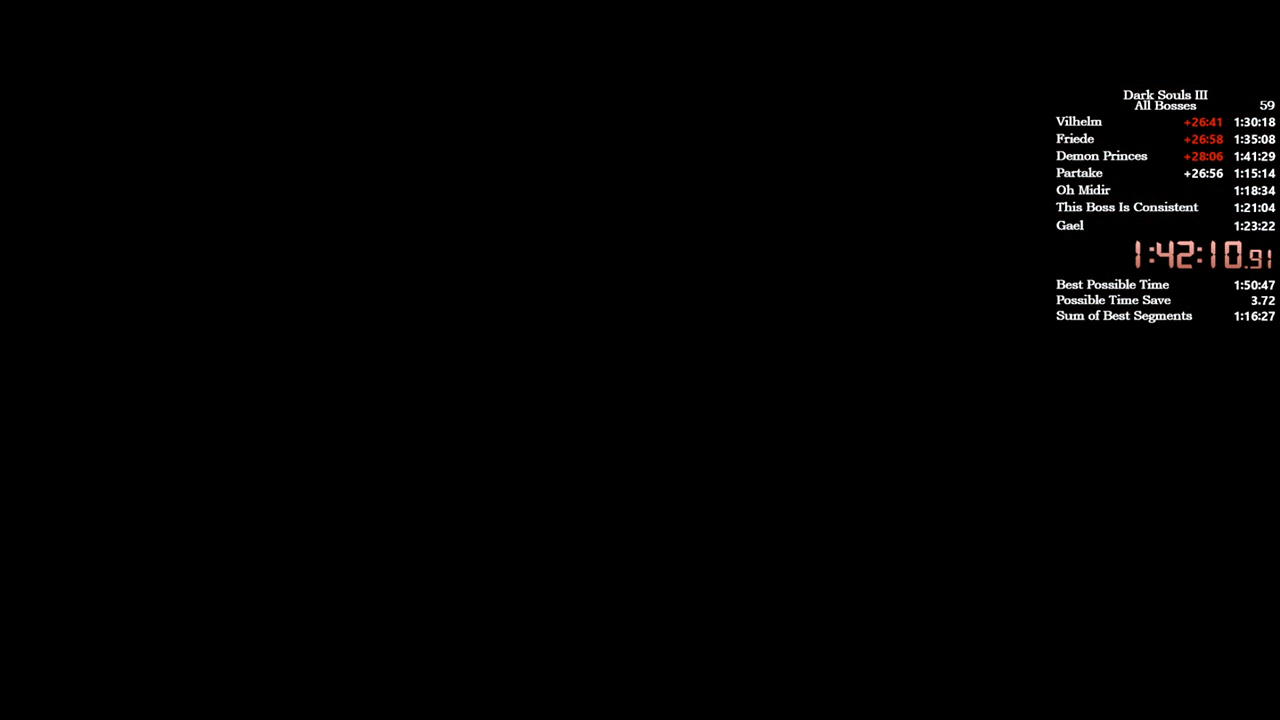 Dark Souls III
All Bosses 59
Vilhelm +26:41 1:30:18
Friede +26:58 1:35:08
Demon Princes +28:06 1:41:29
Partake +26:56 1:15:14
Oh Midir 1:18:34
This Boss Is Consistent 1:21:04
Gael 1:23:22
1:42:10.91
Best Possible Time 1:50:47
Possible Time Save 3.72
Sum of Best Segments 1:16:27